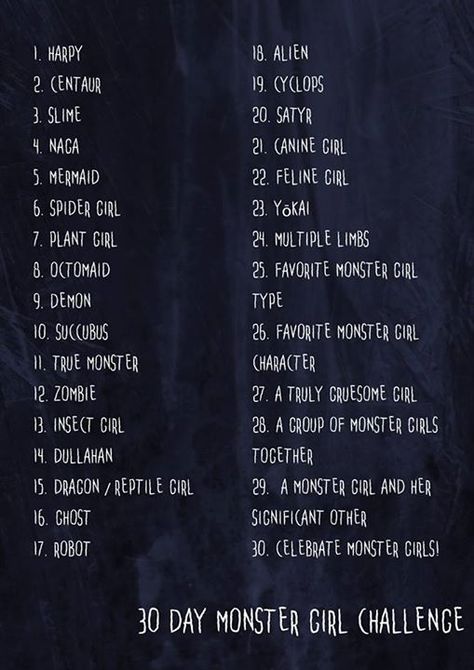 1. HARPY
2. CENTAUR
3. SLIME
4. NAGA
5. MERMAID
6. SPIDER GIRL
7. PLANT GIRL
8. OCTOMAID
9. DEMON
10. SUCCUBUS
11. TRUE MONSTER
12. ZOMBIE
13. INSECT GIRL
14. DULLAHAN
15. DRAGON / REPTILE GIRL
16. GHOST
17. ROBOT
18. ALIEN
19. CYCLOPS
20. SATYR
21. CANINE GIRL
22. FELINE GIRL
23. YōKAI
24. MULTIPLE LIMBS
25. FAVORITE MONSTER GIRL
TYPE
26. FAVORITE MONSTER GIRL
CHARACTER
27. A TRULY GRUESOME GIRL
28. A GROUP OF MONSTER GIRLS
TOGETHER
29. A MONSTER GIRL AND HER
SIGNIFICANT OTHER
30. CELEBRATE MONSTER GIRLS!
30 DAY MONSTER GIRL CHALLENGE